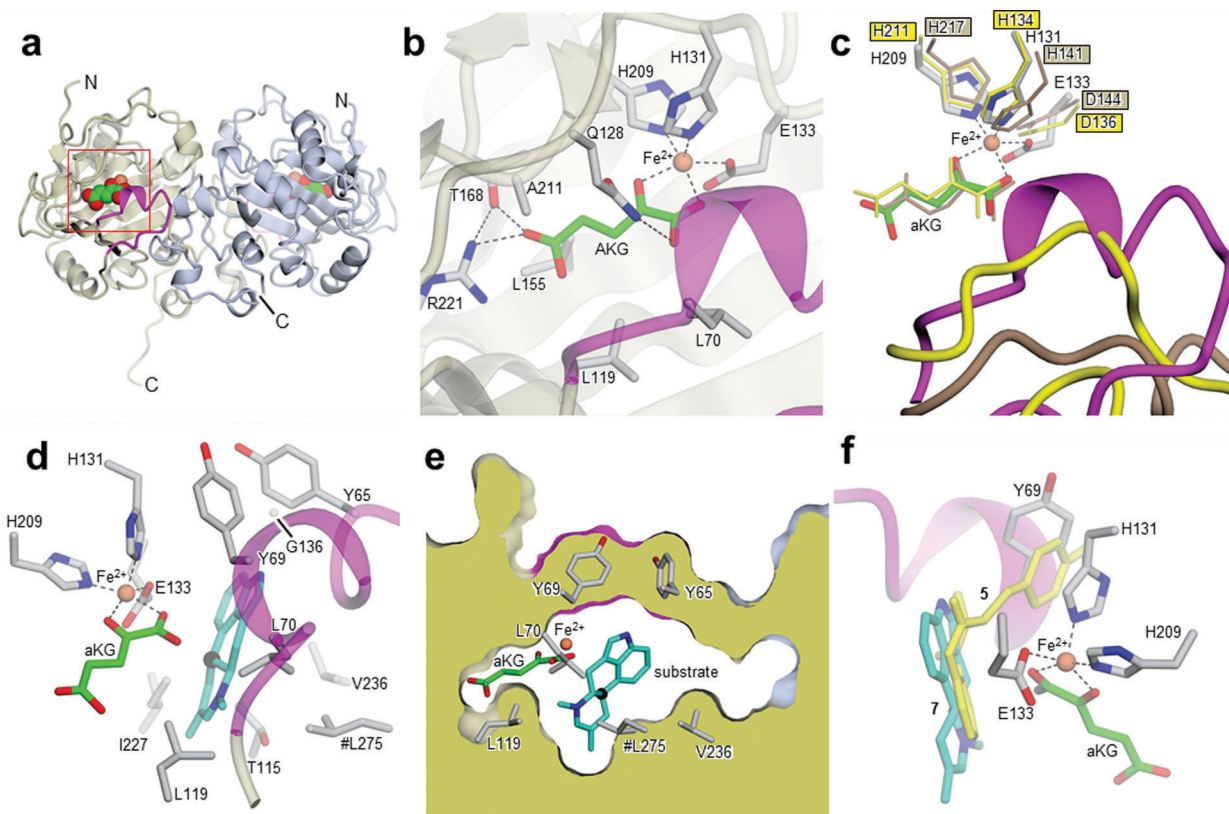 a
N
N
C
C
b
H209
H131
Q128
E133
Fe2+
T168
A211
AKG
L155
R221
L70
L119
c
H211
H217
H134
H209
H131
H141
E133
D144
Fe2+
D136
aKG
d
H131
H209
Y65
G136
Fe2+
E133
Y69
aKG
L70
V236
I227
#L275
T115
L119
e
Y69
Y65
L70
Fe2+
aKG
substrate
L119
#L275
V236
f
Y69
H131
5
Fe2+
H209
E133
7
aKG